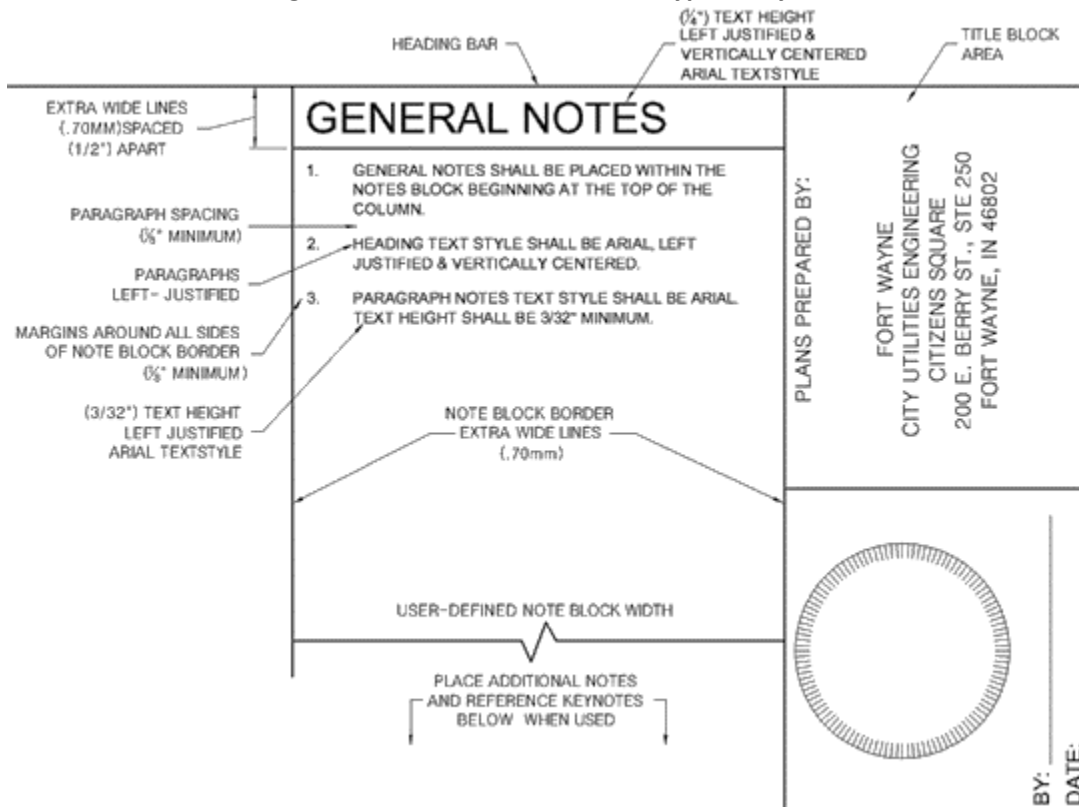 (1/4") TEXT HEIGHT
LEFT JUSTIFIED &
VERTICALLY CENTERED
ARIAL TEXTSTYLE
HEADING BAR
TITLE BLOCK
AREA
EXTRA WIDE LINES
(.70MM)SPACED
(1/2") APART
GENERAL NOTES
1. GENERAL NOTES SHALL BE PLACED WITHIN THE
NOTES BLOCK BEGINNING AT THE TOP OF THE
COLUMN.
PARAGRAPH SPACING
(1/8" MINIMUM)
2. HEADING TEXT STYLE SHALL BE ARIAL, LEFT
JUSTIFIED & VERTICALLY CENTERED.
PARAGRAPHS
LEFT- JUSTIFIED
3. PARAGRAPH NOTES TEXT STYLE SHALL BE ARIAL.
TEXT HEIGHT SHALL BE 3/32" MINIMUM.
MARGINS AROUND ALL SIDES
OF NOTE BLOCK BORDER
(1/8" MINIMUM)
(3/32") TEXT HEIGHT
LEFT JUSTIFIED
ARIAL TEXTSTYLE
NOTE BLOCK BORDER
EXTRA WIDE LINES
(.70mm)
USER-DEFINED NOTE BLOCK WIDTH
PLACE ADDITIONAL NOTES
AND REFERENCE KEYNOTES
BELOW WHEN USED
PLANS PREPARED BY:
FORT WAYNE
CITY UTILITIES ENGINEERING
CITIZENS SQUARE
200 E. BERRY ST., STE 250
FORT WAYNE, IN 46802
BY:
DATE: